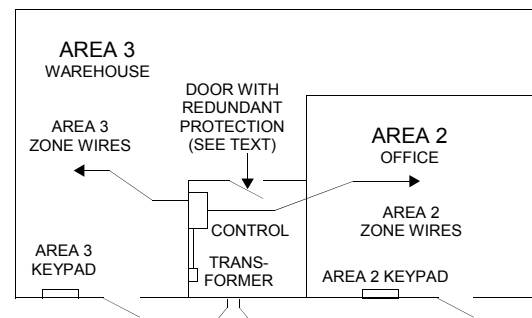 AREA 3
WAREHOUSE
DOOR WITH
REDUNDANT
PROTECTION
(SEE TEXT)
AREA 3
ZONE WIRES
AREA 2
OFFICE
AREA 2
ZONE WIRES
CONTROL
AREA 3
KEYPAD
TRANS-
FORMER
AREA 2 KEYPAD